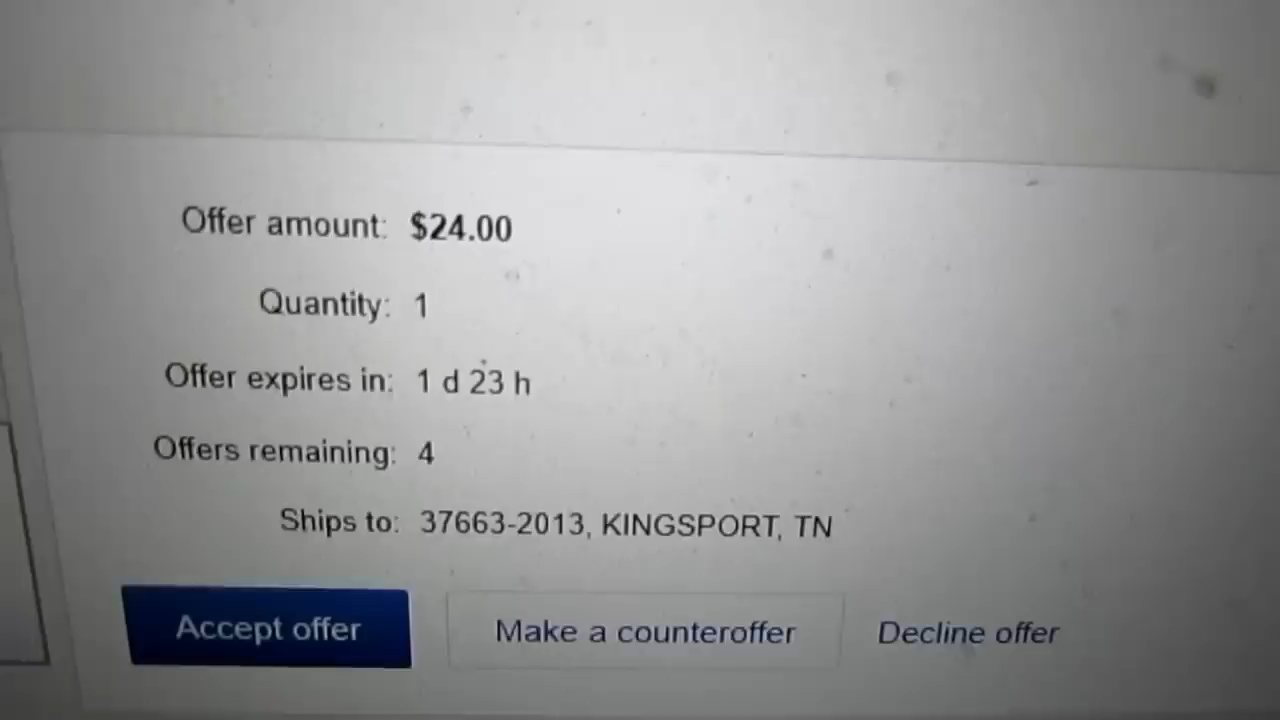 Offer amount: $24.00
Quantity: 1
Offer expires in: 1 d 23 h
Offers remaining: 4
Ships to: 37663-2013, KINGSPORT, TN
Accept offer Make a counteroffer Decline offer